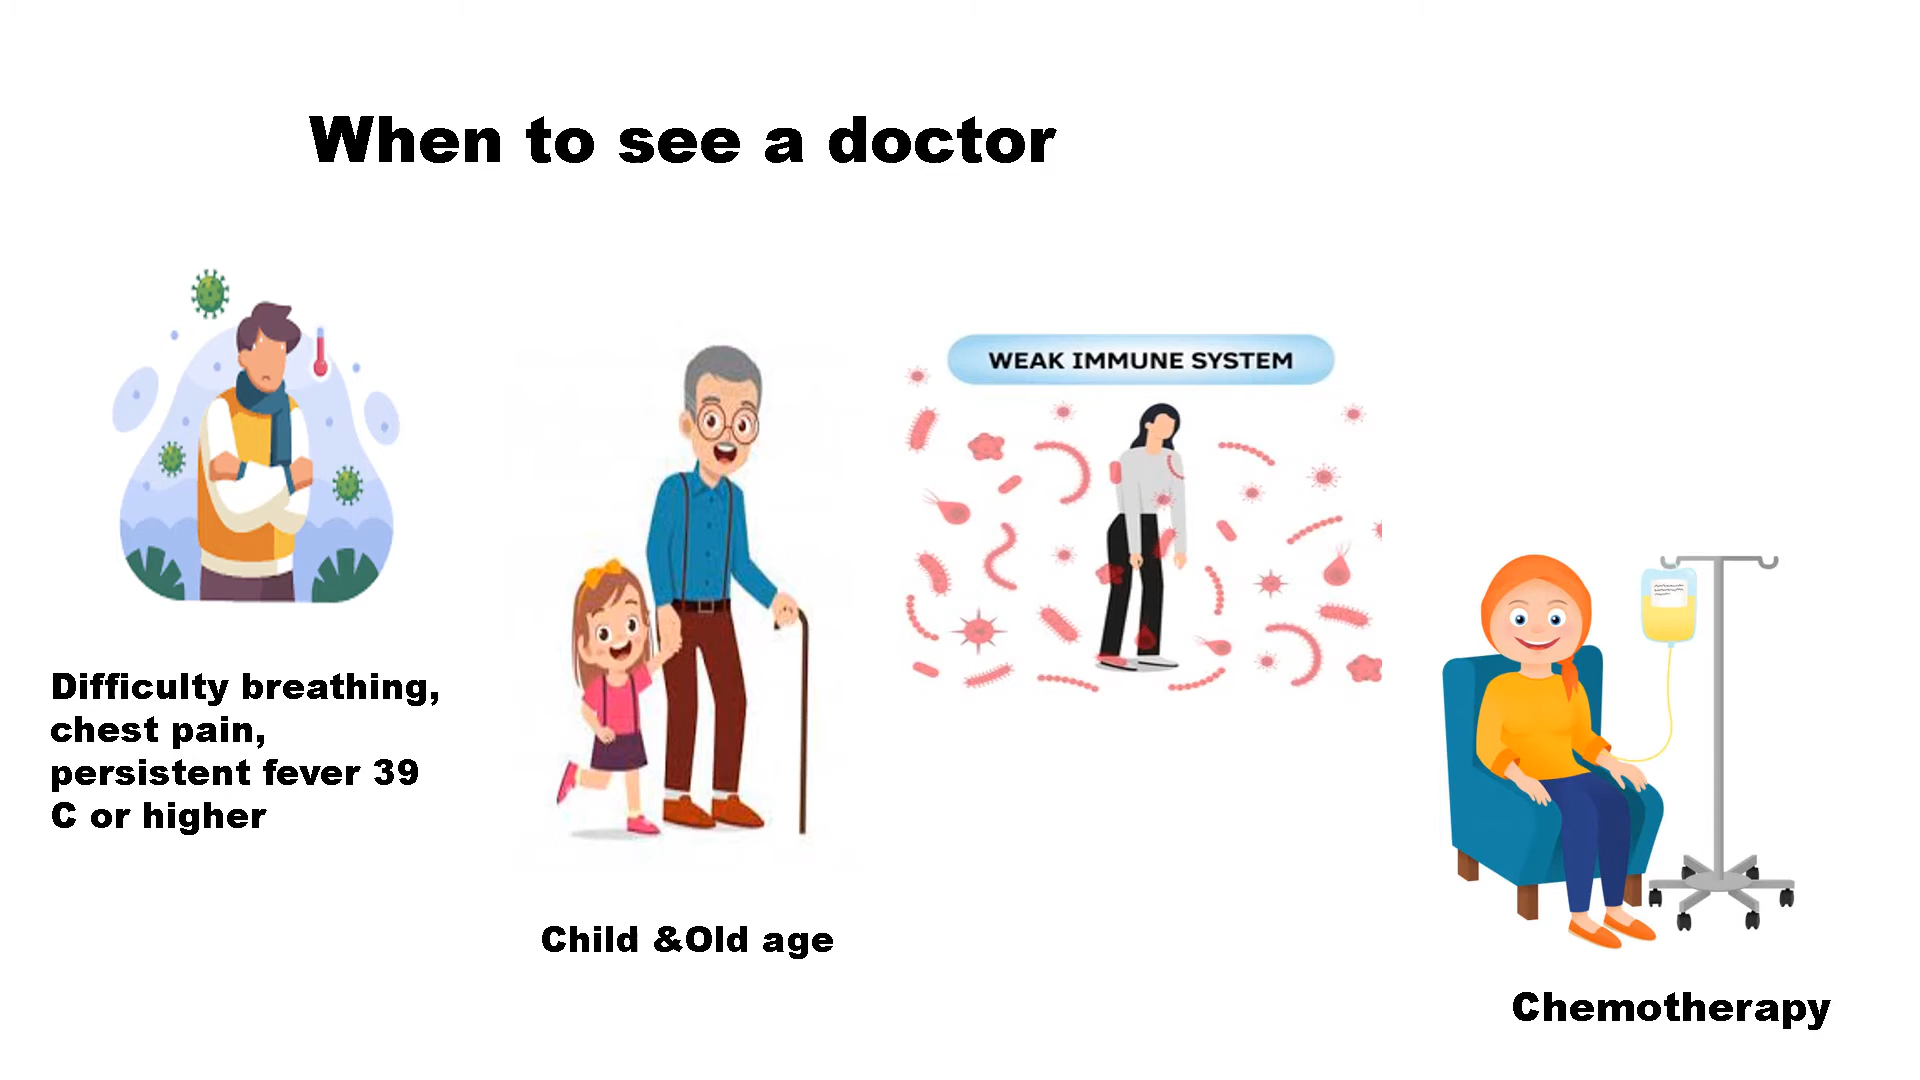 When to see a doctor
WEAK IMMUNE SYSTEM
Difficulty breathing,
chest pain,
persistent fever 39
C or higher
Child &Old age
Chemotherapy